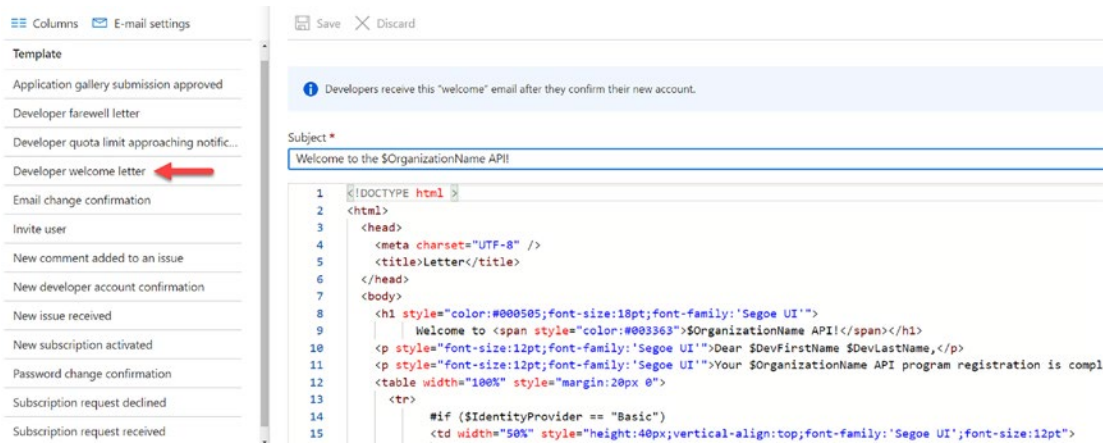 Columns E-mail settings
Save Discard
Template
Application gallery submission approved
Developer farewell letter
Developer quota limit approaching notific...
Developer welcome letter
Email change confirmation
Invite user
New comment added to an issue
New developer account confirmation
New issue received
New subscription activated
Password change confirmation
Subscription request declined
Subscription request received
Developers receive this "welcome" email after they confirm their new account.
Subject *
Welcome to the $OrganizationName API!
1 <!DOCTYPE html >
2 <html>
3 <head>
4 <meta charset="UTF-8" />
5 <title>Letter</title>
6 </head>
7 <body>
8 <h1 style="color:#000505;font-size:18pt;font-family:'Segoe UI'">
9 Welcome to <span style="color:#003363">$OrganizationName API!</span></h1>
10 <p style="font-size:12pt;font-family:'Segoe UI'">Dear $DevFirstName $DevLastName,</p>
11 <p style="font-size:12pt;font-family:'Segoe UI'">Your $OrganizationName API program registration is compl
12 <table width="100%" style="margin:20px 0">
13 <tr>
14 #if ($IdentityProvider == "Basic")
15 <td width="50%" style="height:40px;vertical-align:top;font-family:'Segoe UI';font-size:12pt">